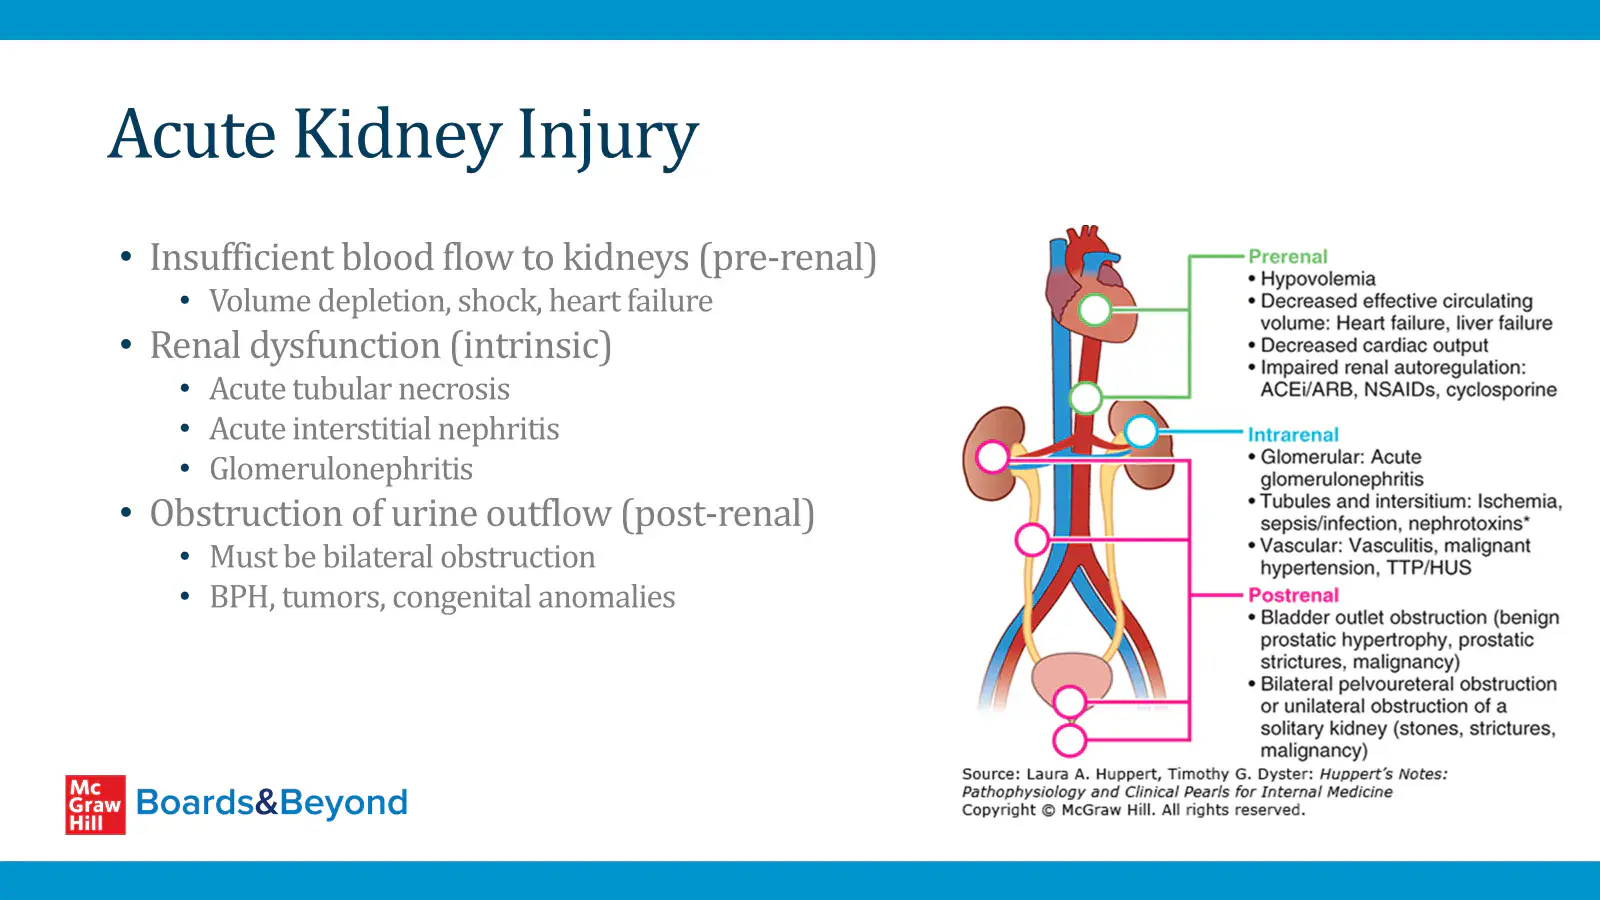 Acute Kidney Injury
• Insufficient blood flow to kidneys (pre-renal)
• Volume depletion, shock, heart failure
• Renal dysfunction (intrinsic)
• Acute tubular necrosis
• Acute interstitial nephritis
• Glomerulonephritis
• Obstruction of urine outflow (post-renal)
• Must be bilateral obstruction
• BPH, tumors, congenital anomalies
Prerenal
• Hypovolemia
• Decreased effective circulating
volume: Heart failure, liver failure
• Decreased cardiac output
• Impaired renal autoregulation:
ACEi/ARB, NSAIDs, cyclosporine
Intrarenal
• Glomerular: Acute
glomerulonephritis
• Tubules and intersitium: Ischemia,
sepsis/infection, nephrotoxins*
• Vascular: Vasculitis, malignant
hypertension, TTP/HUS
Postrenal
• Bladder outlet obstruction (benign
prostatic hypertrophy, prostatic
strictures, malignancy)
• Bilateral pelvoureteral obstruction
or unilateral obstruction of a
solitary kidney (stones, strictures,
malignancy)
Source: Laura A. Huppert, Timothy G. Dyster: Huppert's Notes:
Pathophysiology and Clinical Pearls for Internal Medicine
Copyright © McGraw Hill. All rights reserved.
Mc
Graw
Hill
Boards&Beyond